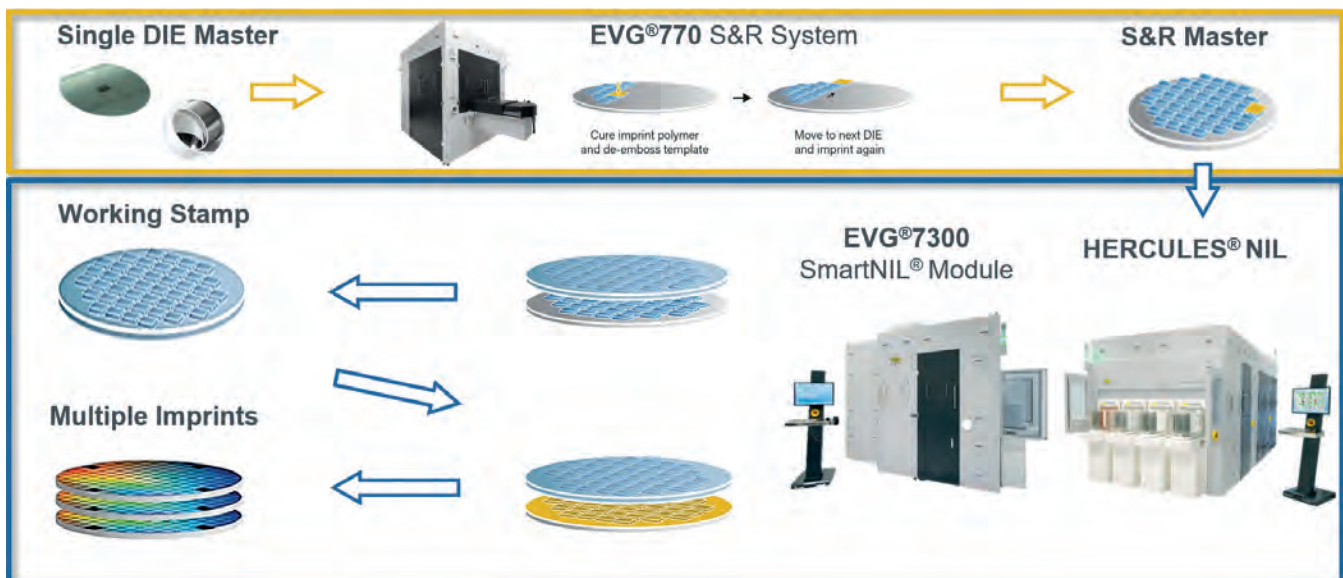 Single DIE Master
EVG®770 S&R System
S&R Master
Cure imprint polymer
and de-emboss template
Move to next DIE
and imprint again
Working Stamp
EVG®7300
SmartNIL® Module
HERCULES® NIL
Multiple Imprints